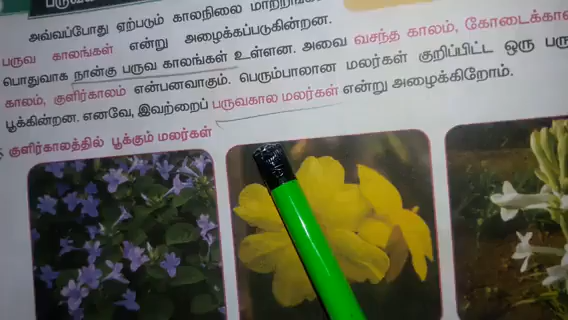 அவ்வப்போது ஏற்படும் காலநிலை
பருவ காலங்கள் என்று அழைக்கப்படுகின்றன.
பொதுவாக நான்கு பருவ காலங்கள் உள்ளன. அவை வசந்த காலம்,
காலம், குளிர்காலம் என்பனவாகும். பெரும்பாலான மலர்கள் குறிப்பிட்ட ஒரு
பூக்கின்றன. எனவே, இவற்றைப் பருவகால மலர்கள் என்று அழைக்கிறோம்.
குளிர்காலத்தில் பூக்கும் மலர்கள்